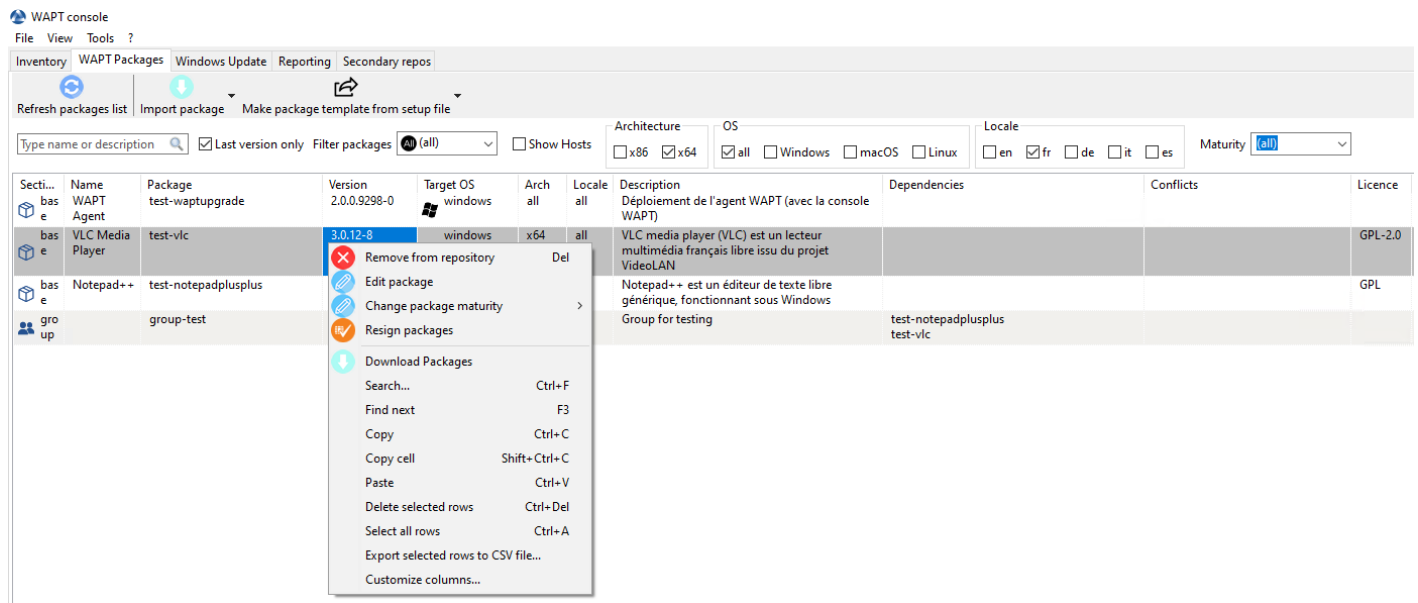 WAPT console
File View Tools ?
Inventory WAPT Packages Windows Update Reporting Secondary repos
Refresh packages list Import package Make package template from setup file
Type name or description Last version only Filter packages All (all) Show Hosts
Architecture OS Locale
x86 x64 all Windows macOS Linux en fr de it es Maturity (all)
Secti... Name Package Version Target OS Arch Locale Description Dependencies Conflicts Licence
bas WAPT test-waptupgrade 2.0.0.9298-0 windows all all Déploiement de l'agent WAPT (avec la console
e Agent WAPT)
bas VLC Media test-vlc 3.0.12-8 windows x64 all VLC media player (VLC) est un lecteur GPL-2.0
e Player multimédia français libre issu du projet
VideoLAN
bas Notepad++ test-notepadplusplus Notepad++ est un éditeur de texte libre GPL
e générique, fonctionnant sous Windows
gro group-test Group for testing test-notepadplusplus
up test-vlc
Remove from repository Del
Edit package
Change package maturity >
Resign packages
Download Packages
Search... Ctrl+F
Find next F3
Copy Ctrl+C
Copy cell Shift+Ctrl+C
Paste Ctrl+V
Delete selected rows Ctrl+Del
Select all rows Ctrl+A
Export selected rows to CSV file...
Customize columns...